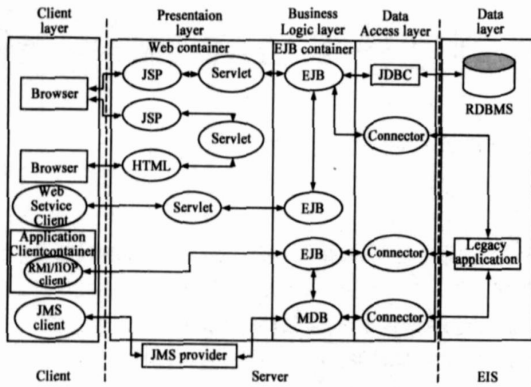 Client
layer
Presentaion
layer
Business
Logic layer
Data
Access layer
Data
layer
Web container
EJB container
Browser
JSP
Servlet
EJB
JDBC
RDBMS
JSP
Servlet
Connector
Browser
HTML
Web
Service
Client
Servlet
EJB
Application
Clientcontainer
RMI/IIOP client
EJB
Connector
Legacy
application
JMS
client
MDB
Connector
JMS provider
Client
Server
EIS